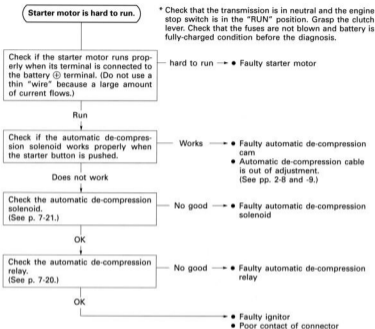 Starter motor is hard to run.
* Check that the transmission is in neutral and the engine
stop switch is in the "RUN" position. Grasp the clutch
lever. Check that the fuses are not blown and battery is
fully-charged condition before the diagnosis.
Check if the starter motor runs prop-
erly when its terminal is connected to
the battery ⊕ terminal. (Do not use a
thin "wire" because a large amount
of current flows.)
hard to run → • Faulty starter motor
Run
Check if the automatic de-compres-
sion solenoid works properly when
the starter button is pushed.
Works → • Faulty automatic de-compression
cam
• Automatic de-compression cable
is out of adjustment.
(See pp. 2-8 and -9.)
Does not work
Check the automatic de-compression
solenoid.
(See p. 7-21.)
No good → • Faulty automatic de-compression
solenoid
OK
Check the automatic de-compression
relay.
(See p. 7-20.)
No good → • Faulty automatic de-compression
relay
OK
• Faulty ignitor
• Poor contact of connector